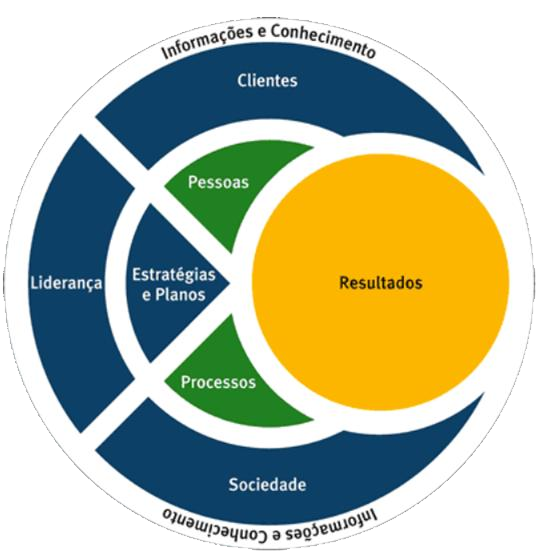 Informações e Conhecimento
Clientes
Pessoas
Liderança
Estratégias
e Planos
Resultados
Processos
Sociedade
Informações e Conhecimento